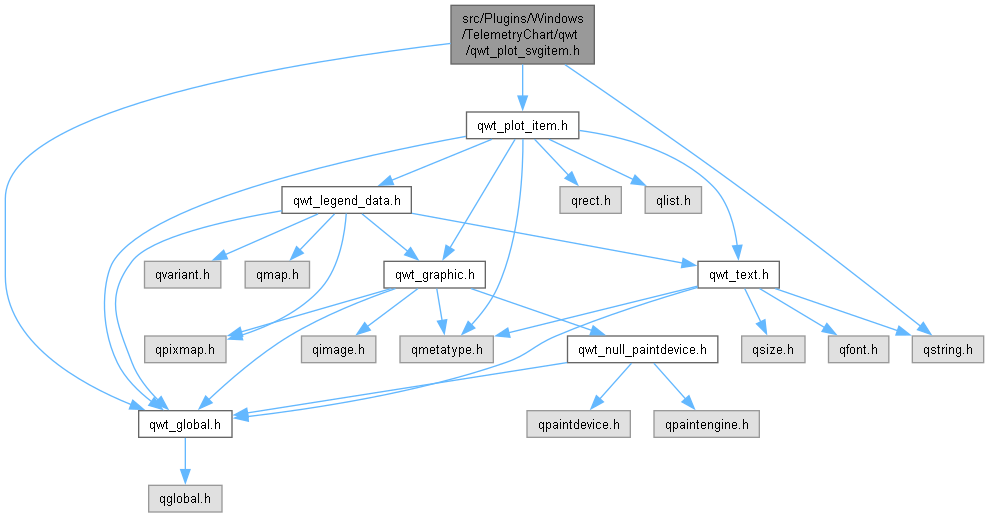 src/Plugins/Windows
/TelemetryChart/qwt
/qwt_plot_svgitem.h
qwt_plot_item.h
qwt_legend_data.h
qrect.h
qlist.h
qvariant.h
qmap.h
qwt_graphic.h
qwt_text.h
qpixmap.h
qimage.h
qmetatype.h
qwt_null_paintdevice.h
qsize.h
qfont.h
qstring.h
qwt_global.h
qpaintdevice.h
qpaintengine.h
qglobal.h